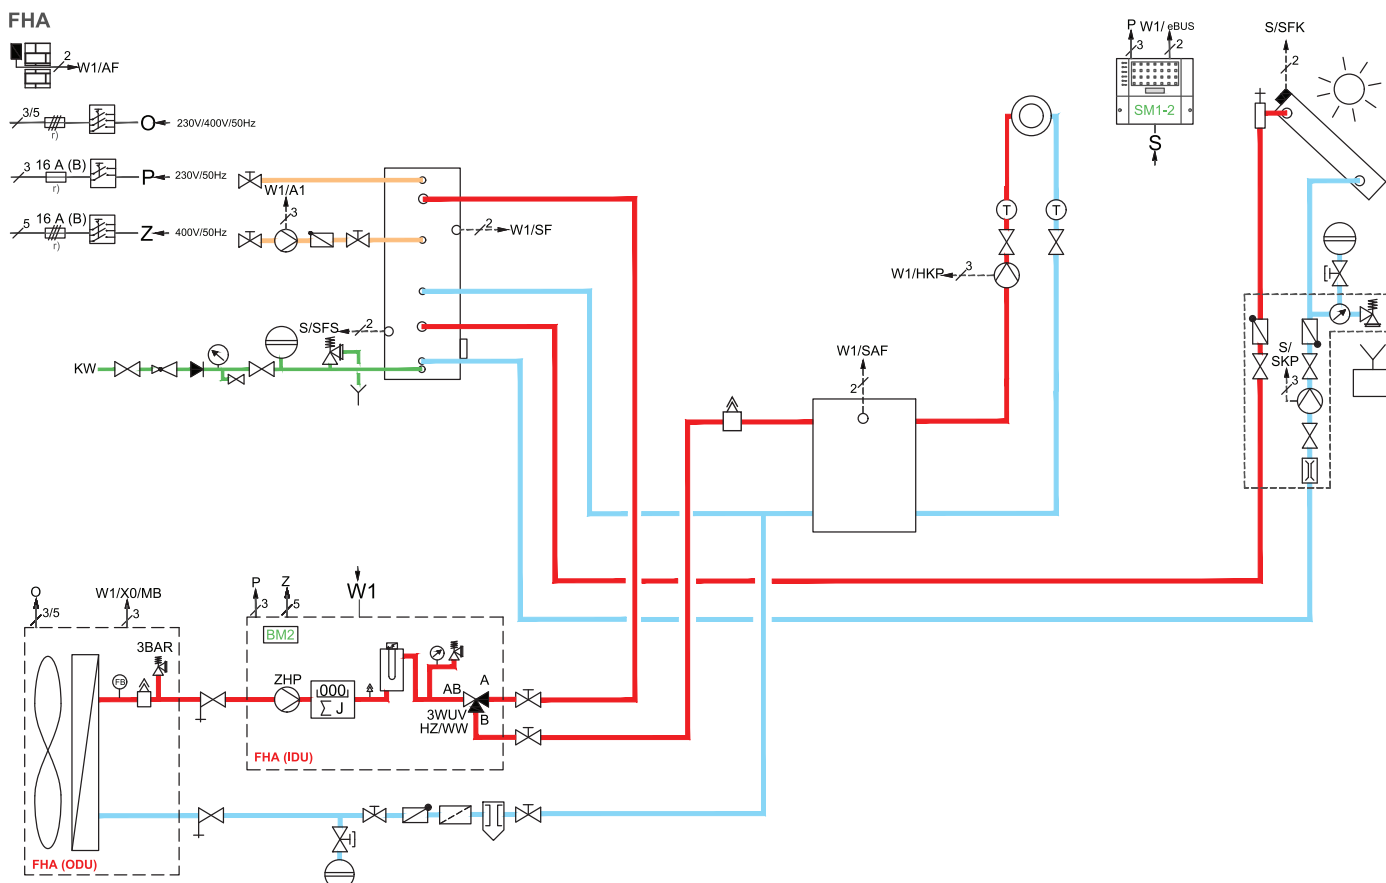 FHA
2
W1/AF
3/5
r)
O
230V/400V/50Hz
3
16 A (B)
r)
P
230V/50Hz
5
16 A (B)
r)
Z
400V/50Hz
W1/A1
3
2
W1/SF
S/SFS
2
KW
W1/HKP
3
T
T
W1/SAF
2
P
W1/ eBUS
3
2
SM1-2
S
S/SFK
2
S/
SKP
3
O
3/5
W1/X0/MB
3
3BAR
FB
FHA (ODU)
P
3
Z
5
W1
BM2
ZHP
000
Σ J
AB
A
B
3WUV
HZ/WW
FHA (IDU)